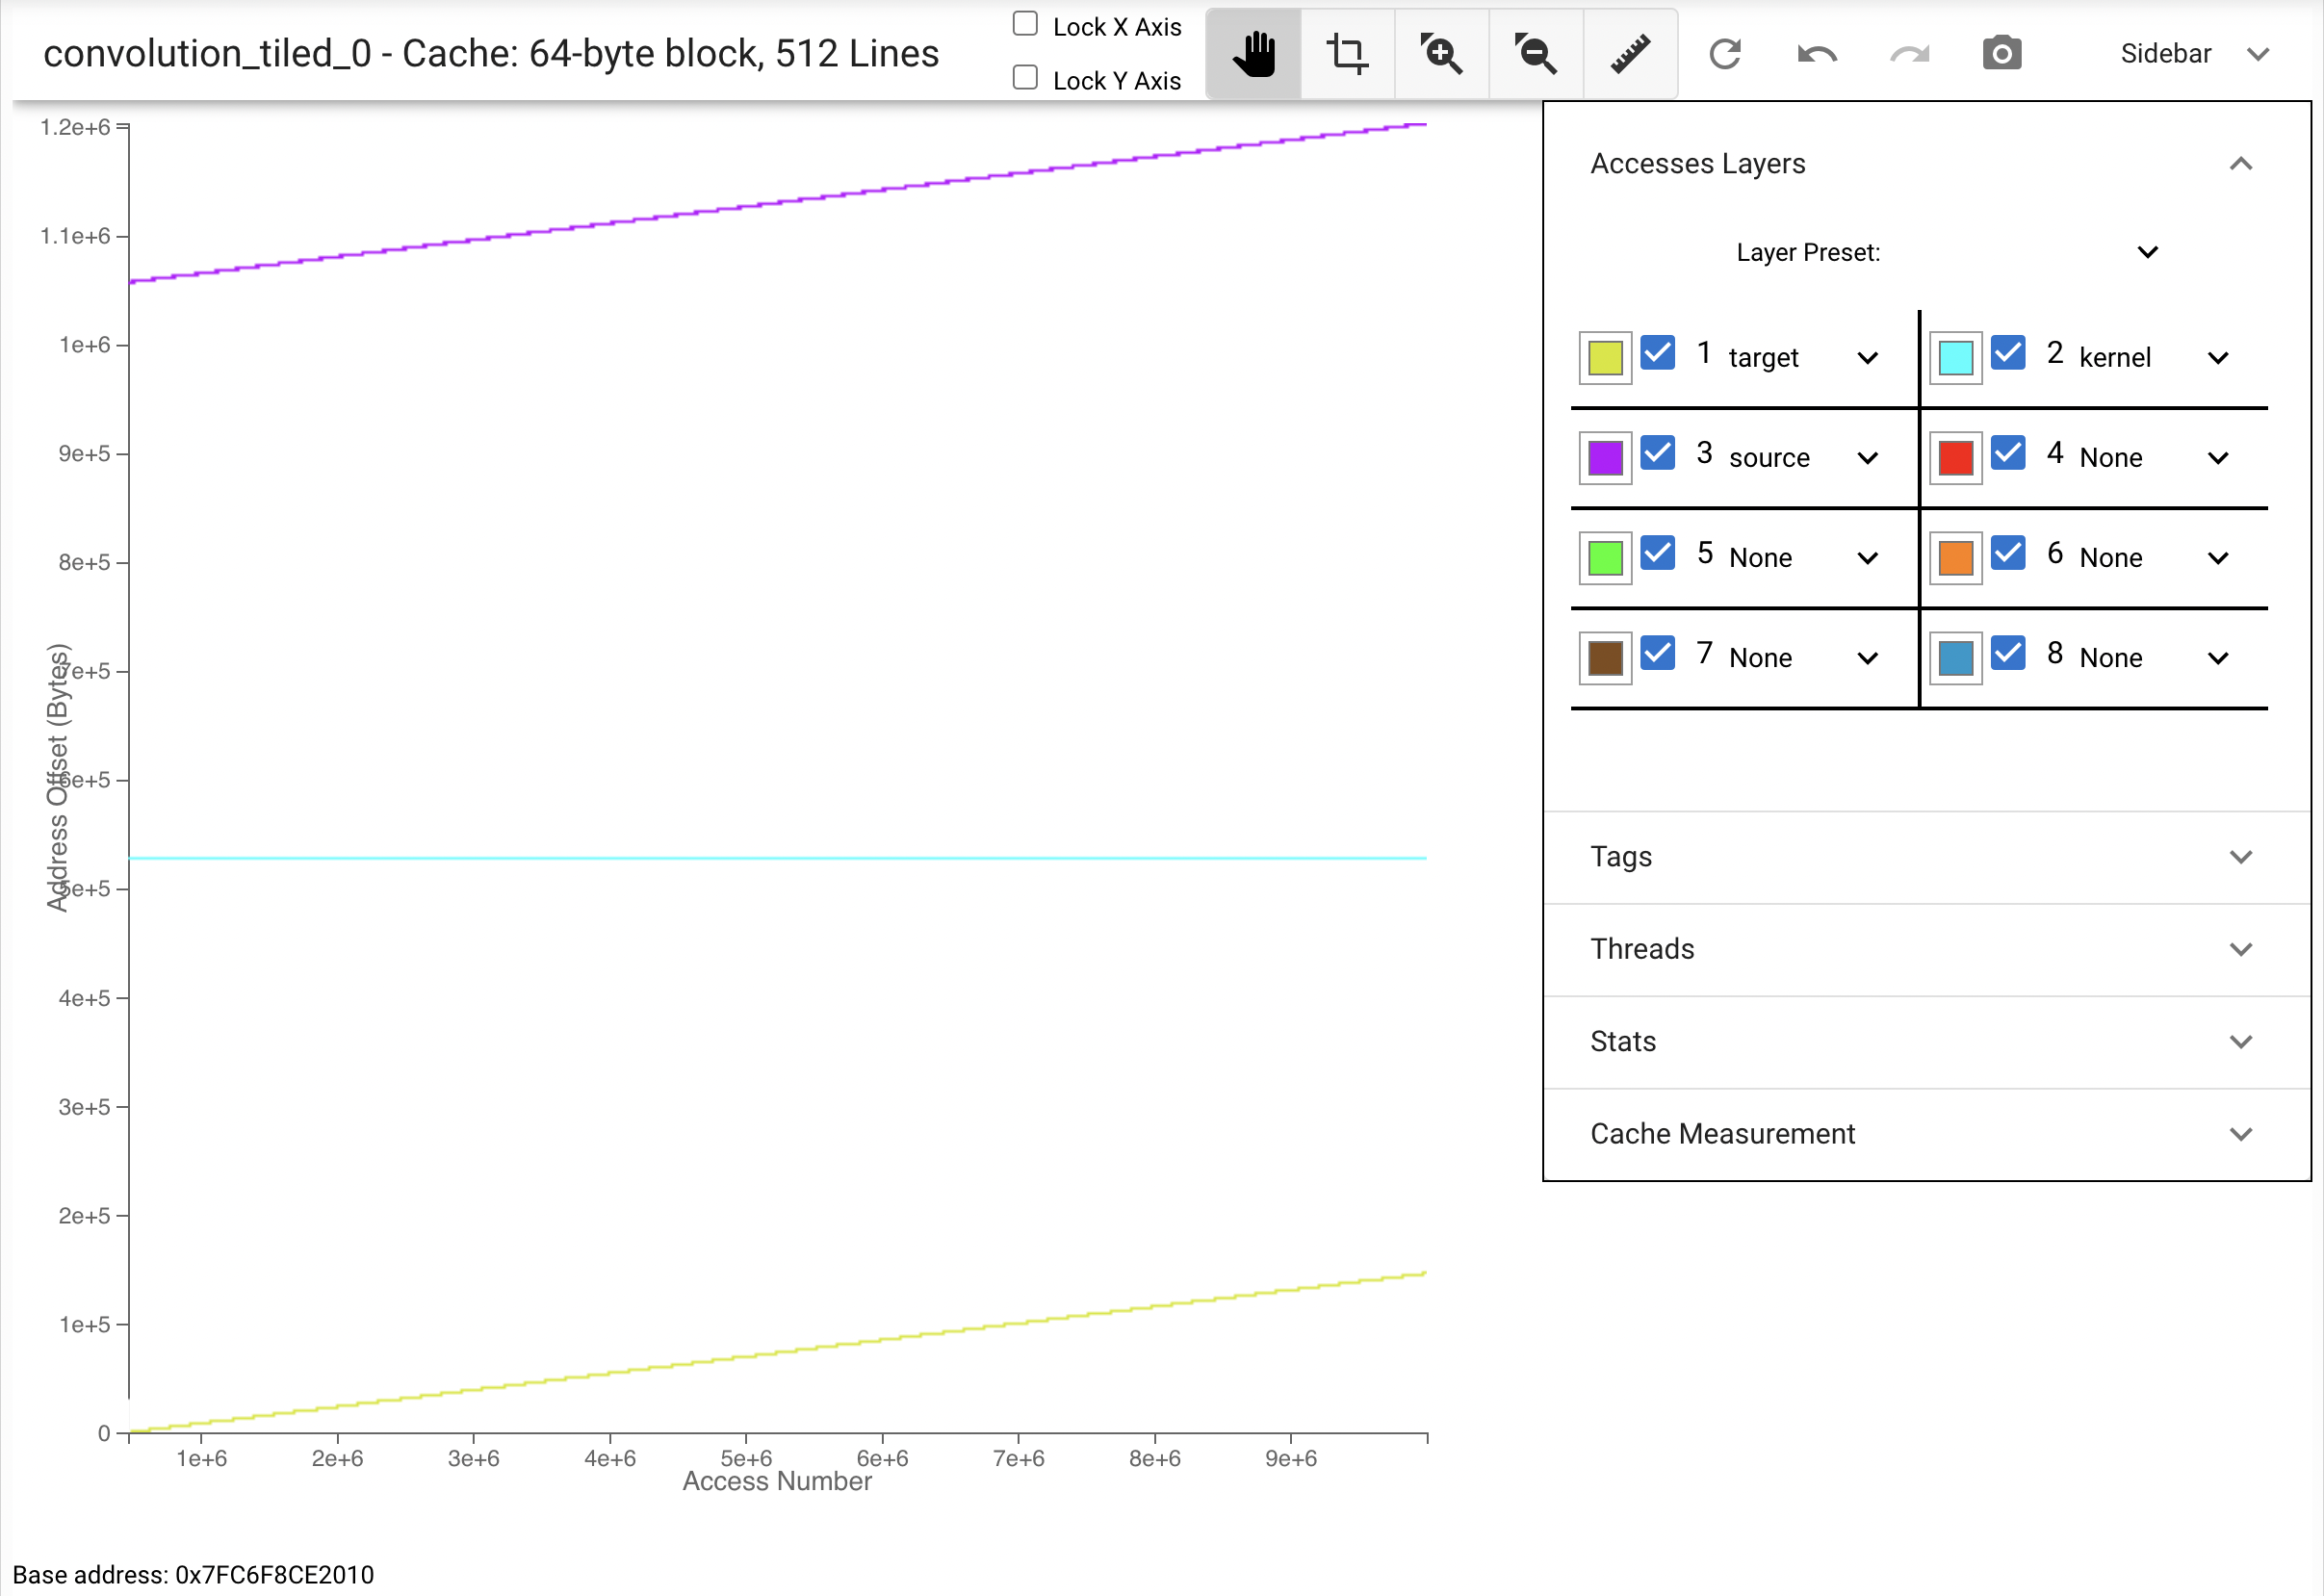 convolution_tiled_0 - Cache: 64-byte block, 512 Lines
Lock X Axis
Lock Y Axis
Sidebar
1.2e+6
1.1e+6
1e+6
9e+5
8e+5
7e+5
6e+5
5e+5
4e+5
3e+5
2e+5
1e+5
0
Address Offset (Bytes)
1e+6 2e+6 3e+6 4e+6 5e+6 6e+6 7e+6 8e+6 9e+6
Access Number
Accesses Layers
Layer Preset:
1 target 2 kernel
3 source 4 None
5 None 6 None
7 None 8 None
Tags
Threads
Stats
Cache Measurement
Base address: 0x7FC6F8CE2010